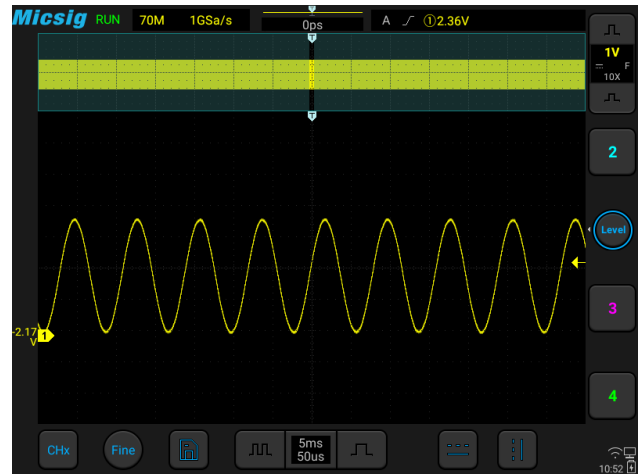 Micsig RUN 70M 1GSa/s 0ps A ①2.36V
T
1V
F
10X
T
2
Level
-2.17
V
1
3
4
CHx
Fine
5ms
50us
10:52